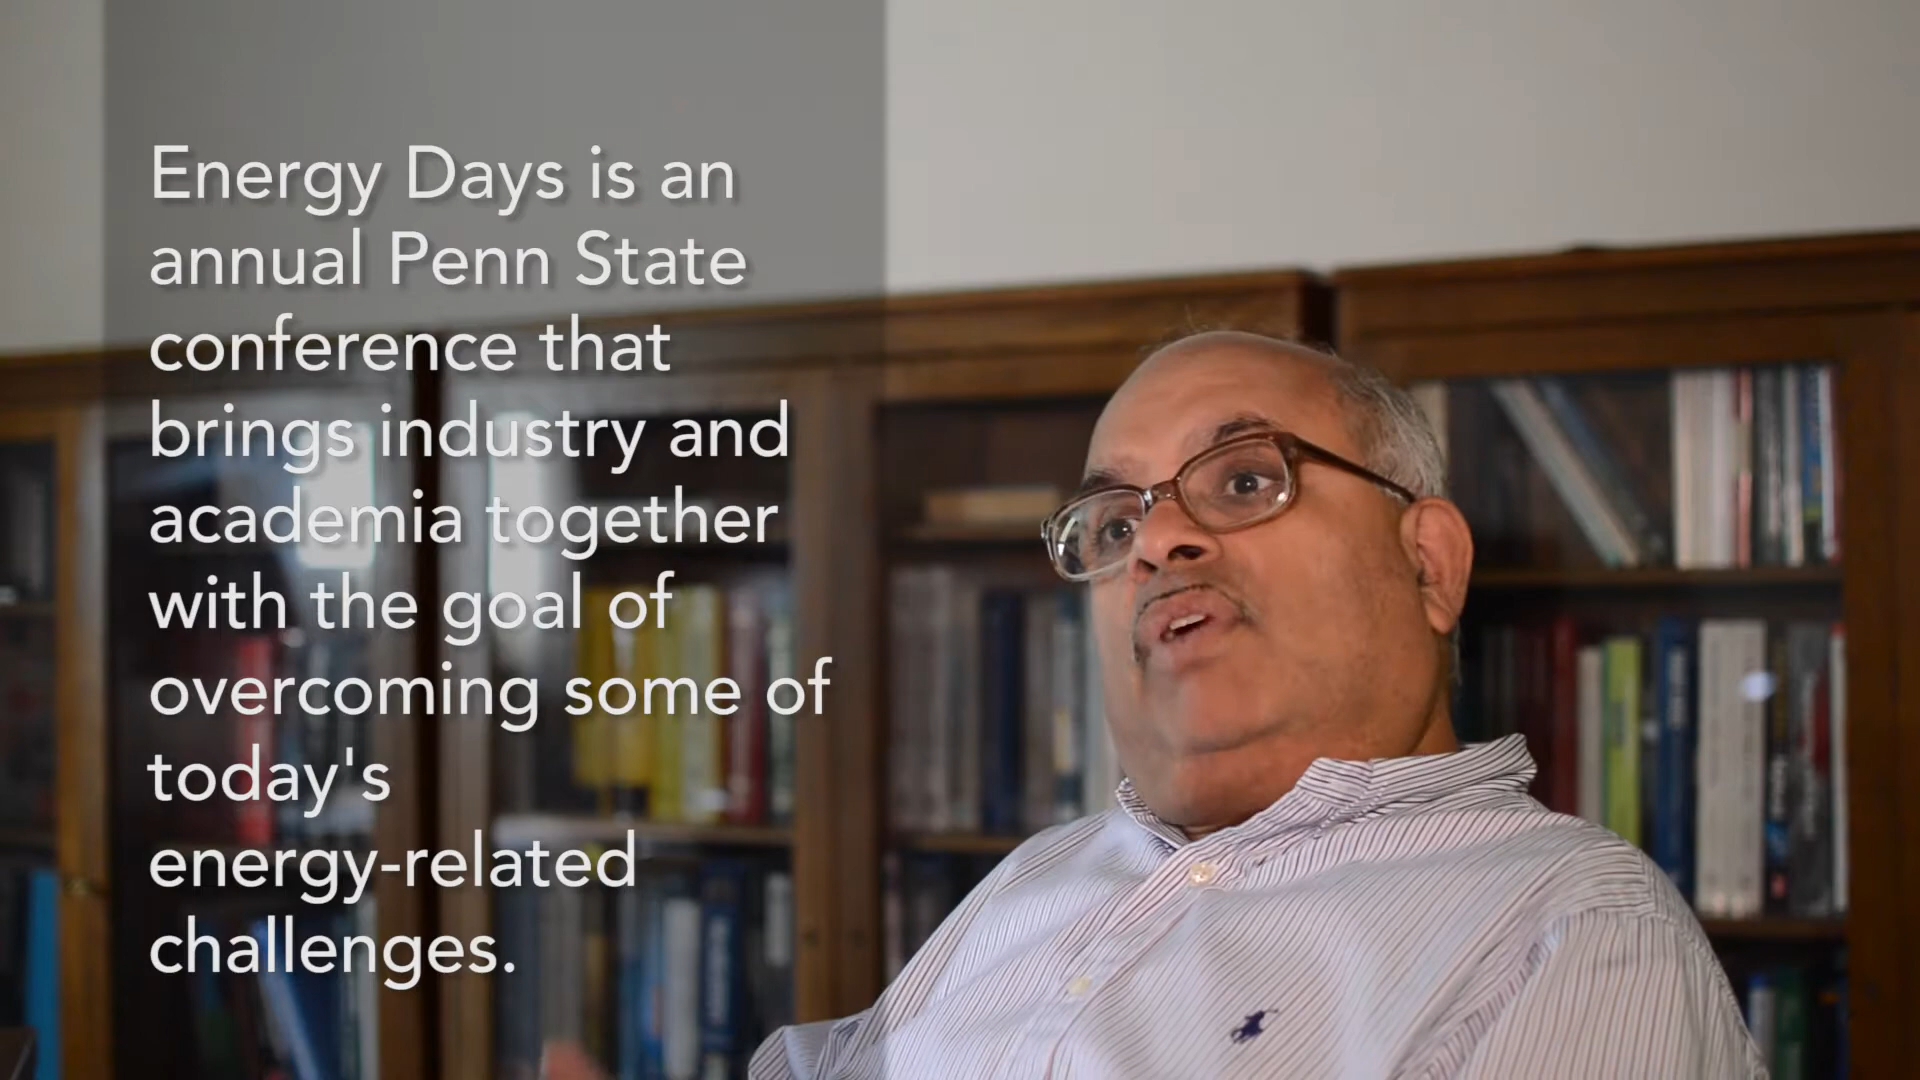 Energy Days is an
annual Penn State
conference that
brings industry and
academia together
with the goal of
overcoming some of
today's
energy-related
challenges.